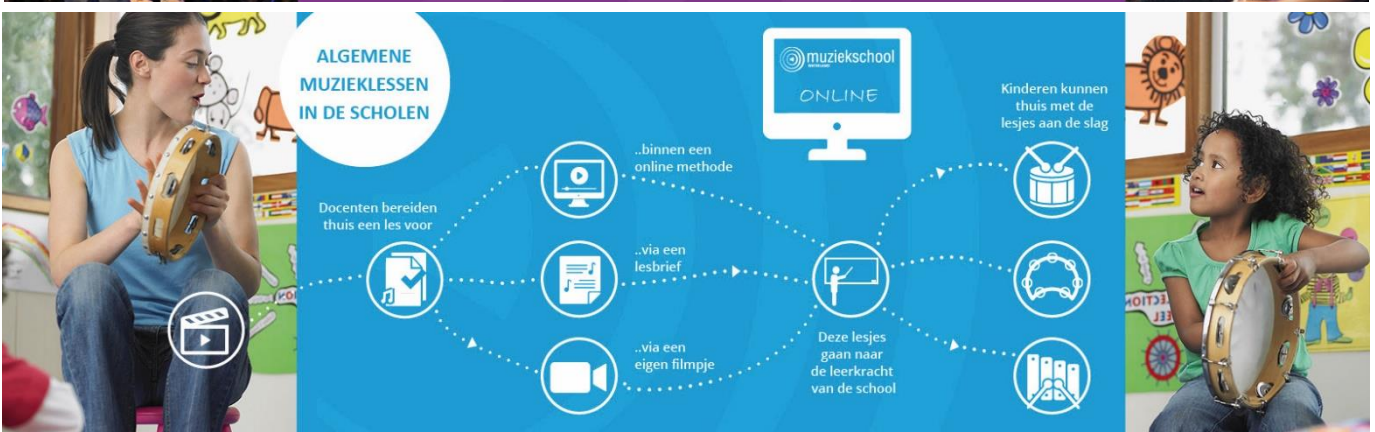 ALGEMENE
MUZIEKLESSEN
IN DE SCHOLEN
Docenten bereiden
thuis een les voor
..binnen een
online methode
..via een
lesbrief
..via een
eigen filmpje
muziekschool
ONLINE
Deze lesjes
gaan naar
de leerkracht
van de school
Kinderen kunnen
thuis met de
lesjes aan de slag